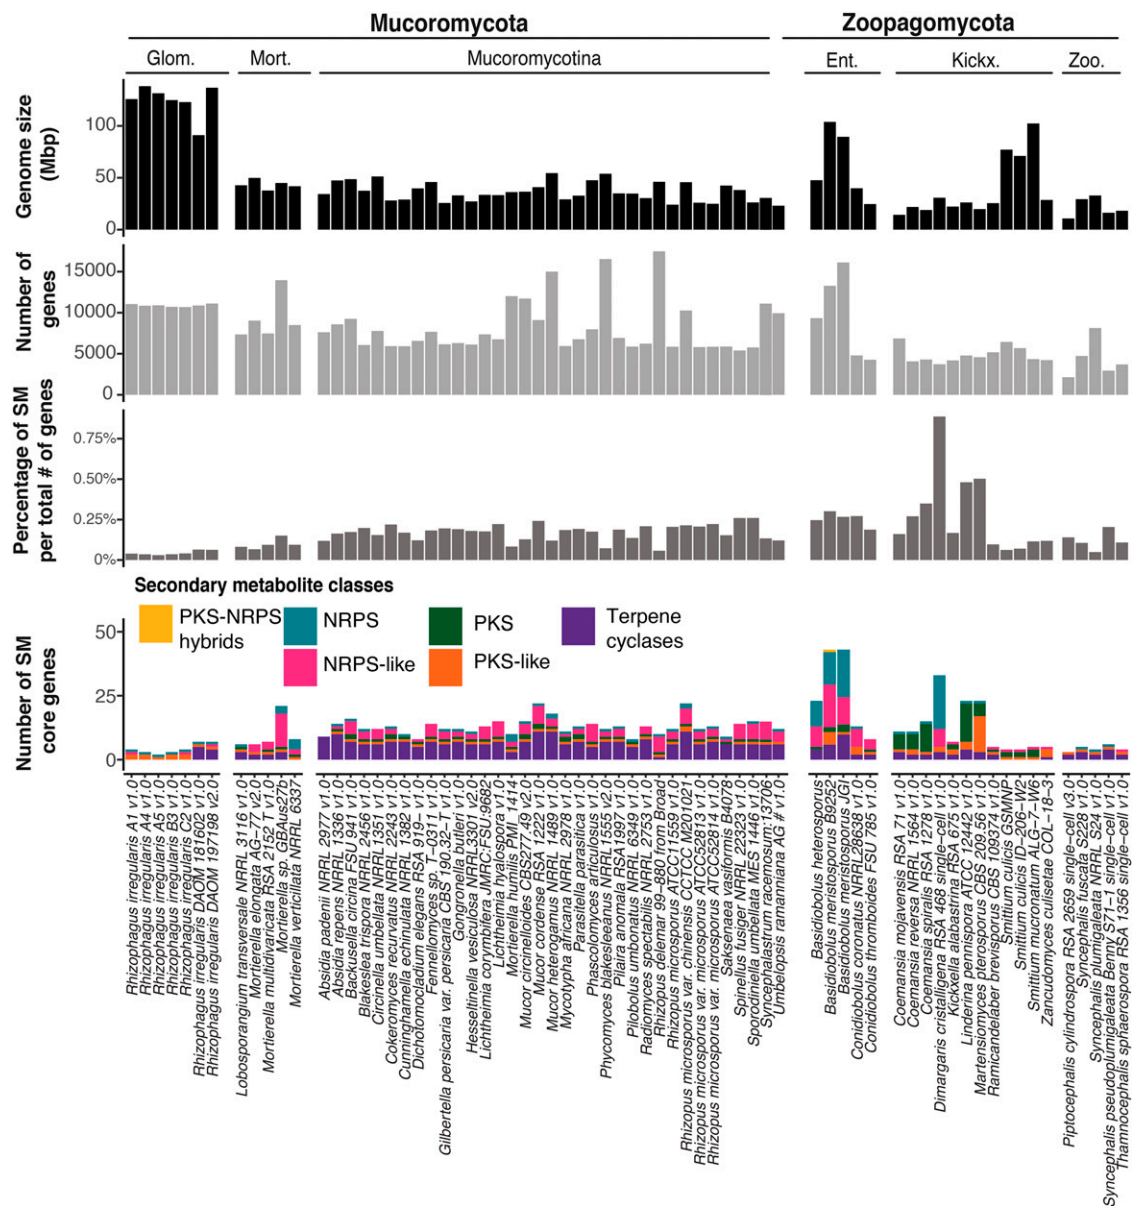 Mucoromycota
Zoopagomycota
Glom.
Mort.
Mucoromycotina
Ent.
Kickx.
Zoo.
Genome size
(Mbp)
100
50
0
Number of
genes
15000
10000
5000
0
Percentage of SM
per total # of genes
0.75%
0.50%
0.25%
0%
Secondary metabolite classes
PKS-NRPS
hybrids
NRPS
NRPS-like
PKS
PKS-like
Terpene
cyclases
Number of SM
core genes
50
25
0
Rhizophagus irregularis A1 v1.0
Rhizophagus irregularis A4 v1.0
Rhizophagus irregularis A5 v1.0
Rhizophagus irregularis B3 v1.0
Rhizophagus irregularis C2 v1.0
Rhizophagus irregularis DAOM 181602 v1.0
Rhizophagus irregularis DAOM 197198 v2.0
Lobosporangium transversale NRRL 3116 v1.0
Mortierella elongata AG-77 v2.0
Mortierella multidivaricata RSA 2152 T v1.0
Mortierella sp. GBAus27b
Mortierella verticillata NRRL 6337
Absidia padenii NRRL 2977 v1.0
Absidia repens NRRL 1336 v1.0
Backusella circina FSU 941 v1.0
Blakeslea trispora NRRL 2456 v1.0
Circinella umbellata NRRL 1351 v1.0
Cokeromyces recurvatus NRRL 2243 v1.0
Cunninghamella echinulata NRRL 1382 v1.0
Dichotomocladium elegans RSA 919- v1.0
Fennellomyces sp. T-0311 v1.0
Gilbertella persicaria var. persicaria CBS 190.32-T v1.0
Gongronella butleri v1.0
Hesseltinella vesiculosa NRRL3301 v2.0
Lichtheimia corymbifera JMRC:FSU:9682
Lichtheimia hyalospora v1.0
Mortierella humilis PMI_1414
Mucor circinelloides CBS277.49 v2.0
Mucor cordense RSA 1222 v1.0
Mucor heterogamus NRRL 1489 v1.0
Mycotypha africana NRRL 2978 v1.0
Parasitella parasitica v1.0
Phascolomyces articulosus v1.0
Phycomyces blakesleeanus NRRL1555 v2.0
Pilaira anomala RSA 1997 v1.0
Pilobolus umbonatus NRRL 6349 v1.0
Radiomyces spectabilis NRRL 2753 v1.0
Rhizopus delemar 99-880 from Broad
Rhizopus microsporus ATCC11559 v1.0
Rhizopus microsporus var. chinensis CCTCC M201021
Rhizopus microsporus var. microsporus ATCC52813 v1.0
Rhizopus microsporus var. microsporus ATCC52814 v1.0
Saksenaea vasiformis B4078
Spinellus fusiger NRRL 22323 v1.0
Sporodiniella umbellata MES 1446 v1.0
Syncephalastrum racemosum:13706
Umbelopsis ramanniana AG # v1.0
Basidiobolus heterosporus
Basidiobolus meristosporus B9252
Basidiobolus meristosporus JGI
Conidiobolus coronatus NRRL28638 v1.0
Conidiobolus thromboides FSU 785 v1.0
Coemansia mojavensis RSA 71 v1.0
Coemansia reversa NRRL 1564 v1.0
Coemansia spiralis RSA 1278 v1.0
Dimargaris cristalligena RSA 468 single-cell v1.0
Kickxella alabastrina RSA 675 v1.0
Linderina pennispora ATCC 12442 v1.0
Martensiomyces pterosporus CBS 209.56 v1.0
Ramicandelaber brevisporus CBS 109374 v1.0
Smittium culicis GSMNP
Smittium culicis ID-206-W2
Smittium mucronatum ALG-7-W6
Zancudomyces culisetae COL-18-3
Piptocephalis cylindrospora RSA 2659 single-cell v3.0
Syncephalis fuscata S228 v1.0
Syncephalis plumigaleata NRRL S24 v1.0
Syncephalis pseudoplumigaleata Benny S71-1 single-cell v1.0
Thamnocephalis sphaerospora RSA 1356 single-cell v1.0